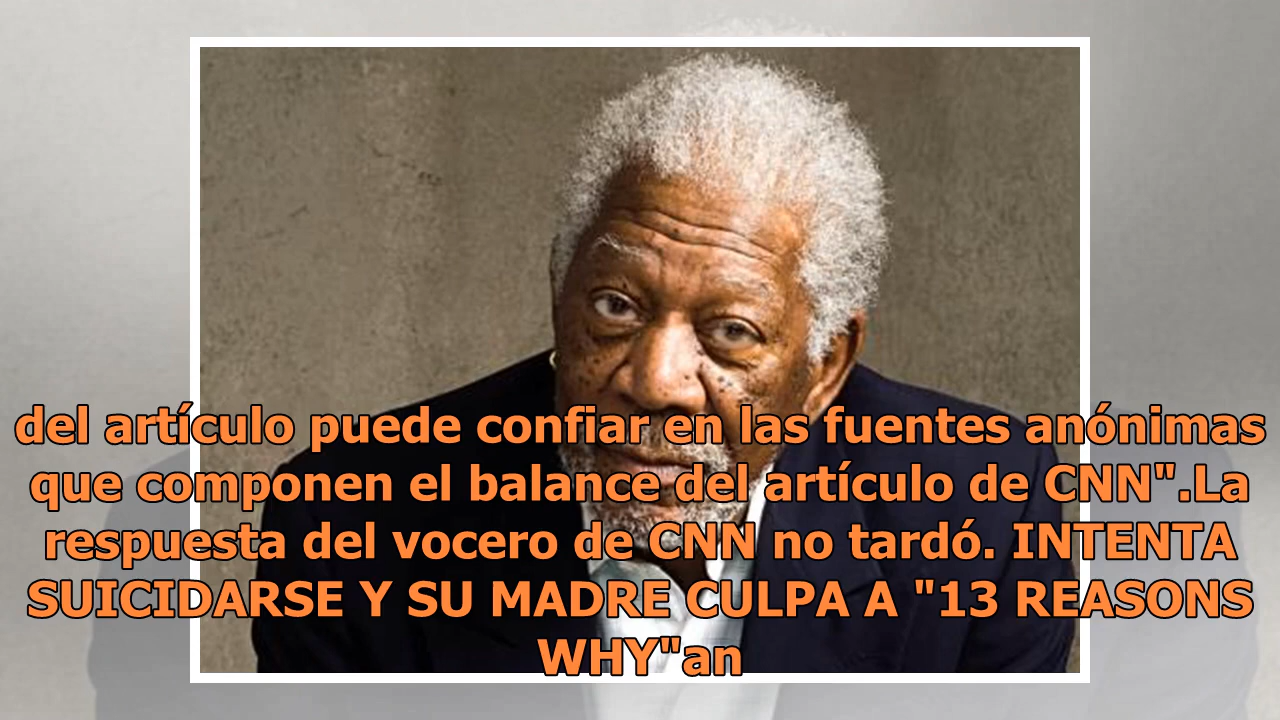 del artículo puede confiar en las fuentes anónimas
que componen el balance del artículo de CNN".La
respuesta del vocero de CNN no tardó. INTENTA
SUICIDARSE Y SU MADRE CULPA A "13 REASONS
WHY"an